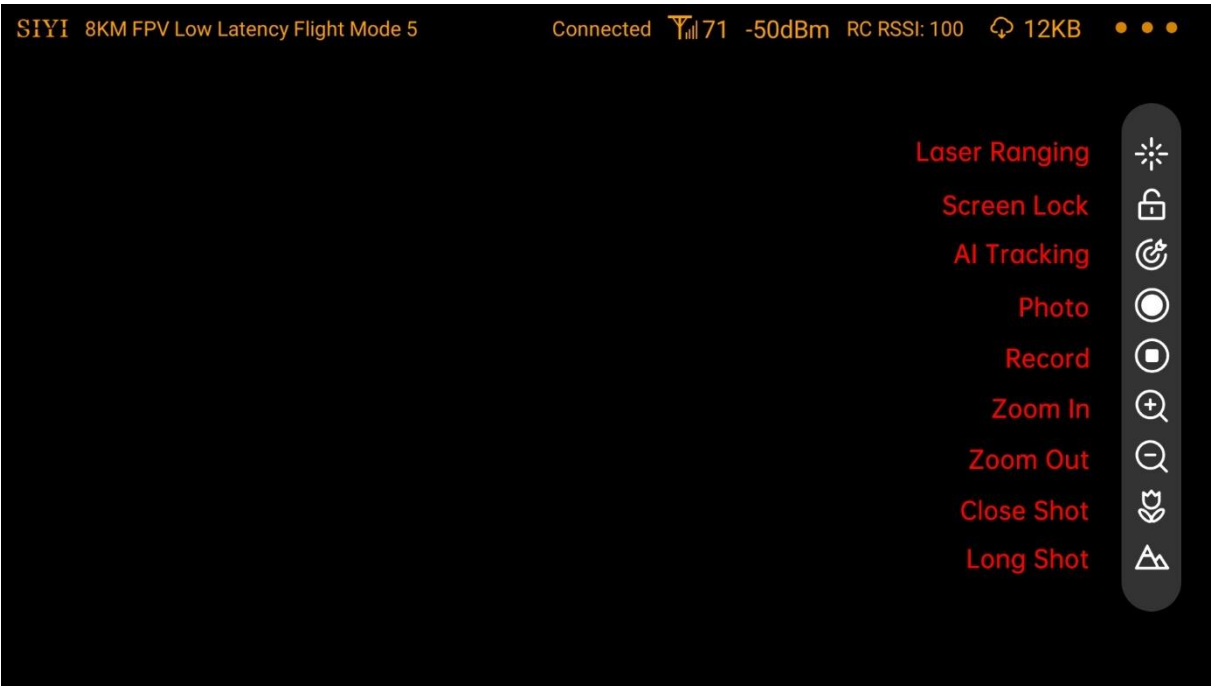 SIYI 8KM FPV Low Latency Flight Mode 5 Connected 71 -50dBm RC RSSI: 100 12KB
Laser Ranging
Screen Lock
AI Tracking
Photo
Record
Zoom In
Zoom Out
Close Shot
Long Shot